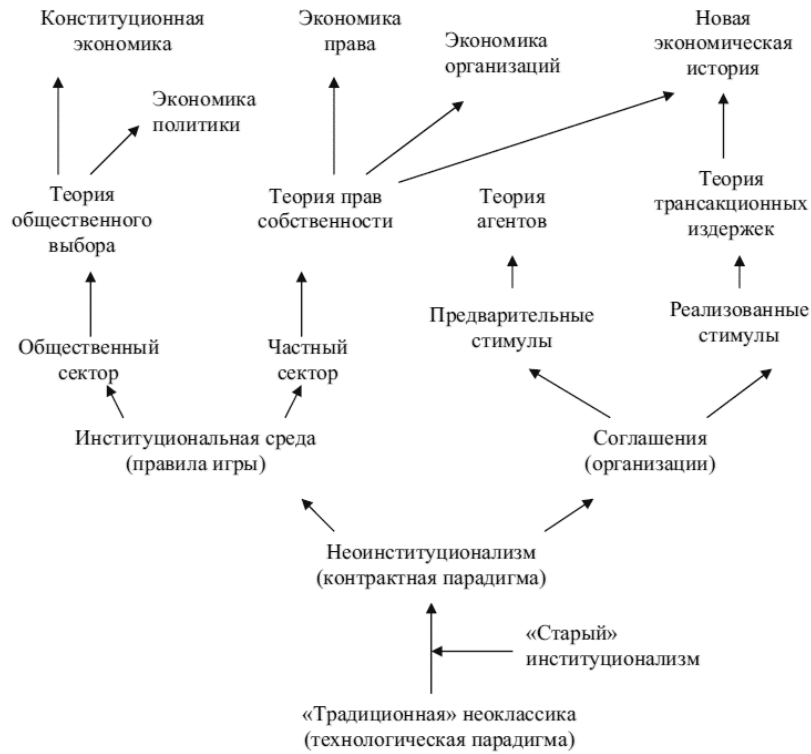 Конституционная
экономика
Экономика
права
Экономика
организаций
Новая
экономическая
история
Экономика
политики
Теория
общественного
выбора
Теория прав
собственности
Теория
агентов
Теория
трансакционных
издержек
Предварительные
стимулы
Реализованные
стимулы
Общественный
сектор
Частный
сектор
Институциональная среда
(правила игры)
Соглашения
(организации)
Неоинституционализм
(контрактная парадигма)
«Старый»
институционализм
«Традиционная» неоклассика
(технологическая парадигма)